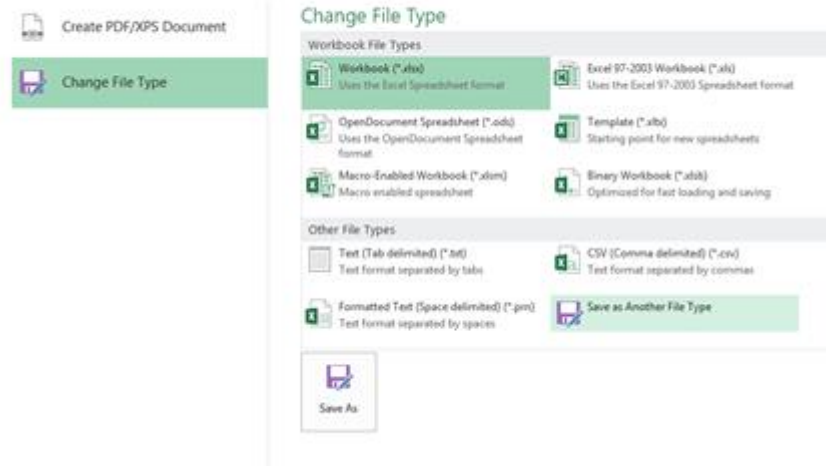 Create PDF/XPS Document
Change File Type
Change File Type
Workbook File Types
Workbook (*.xlsx)
Uses the Excel Spreadsheet format
Excel 97-2003 Workbook (*.xls)
Uses the Excel 97-2003 Spreadsheet format
OpenDocument Spreadsheet (*.ods)
Uses the OpenDocument Spreadsheet
format
Template (*.xltx)
Starting point for new spreadsheets
Macro-Enabled Workbook (*.xlsm)
Macro enabled spreadsheet
Binary Workbook (*.xlsb)
Optimized for fast loading and saving
Other File Types
Text (Tab delimited) (*.txt)
Text format separated by tabs
CSV (Comma delimited) (*.csv)
Text format separated by commas
Formatted Text (Space delimited) (*.prn)
Text format separated by spaces
Save as Another File Type
Save As